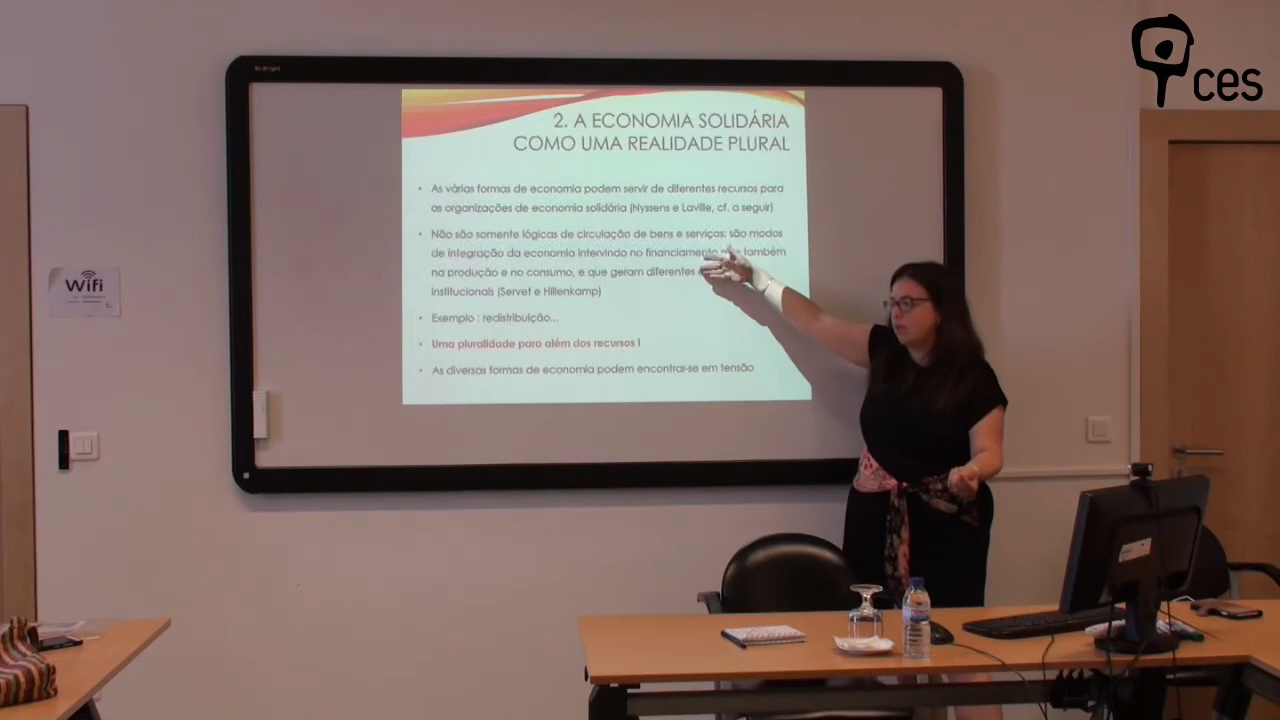 ces
2. A ECONOMIA SOLIDÁRIA
COMO UMA REALIDADE PLURAL
• As várias formas de economia podem servir de diferentes recursos para
as organizações de economia solidária (Nyssens e Laville, cf. a seguir)
• Não são somente lógicas de circulação de bens e serviços: são modos
de integração da economia intervindo no financiamento também
na produção e no consumo, e que geram diferentes
institucionais (Servet e Hillenkamp)
• Exemplo : redistribuição...
• Uma pluralidade para além dos recursos !
• As diversas formas de economia podem encontrar-se em tensão
Wifi